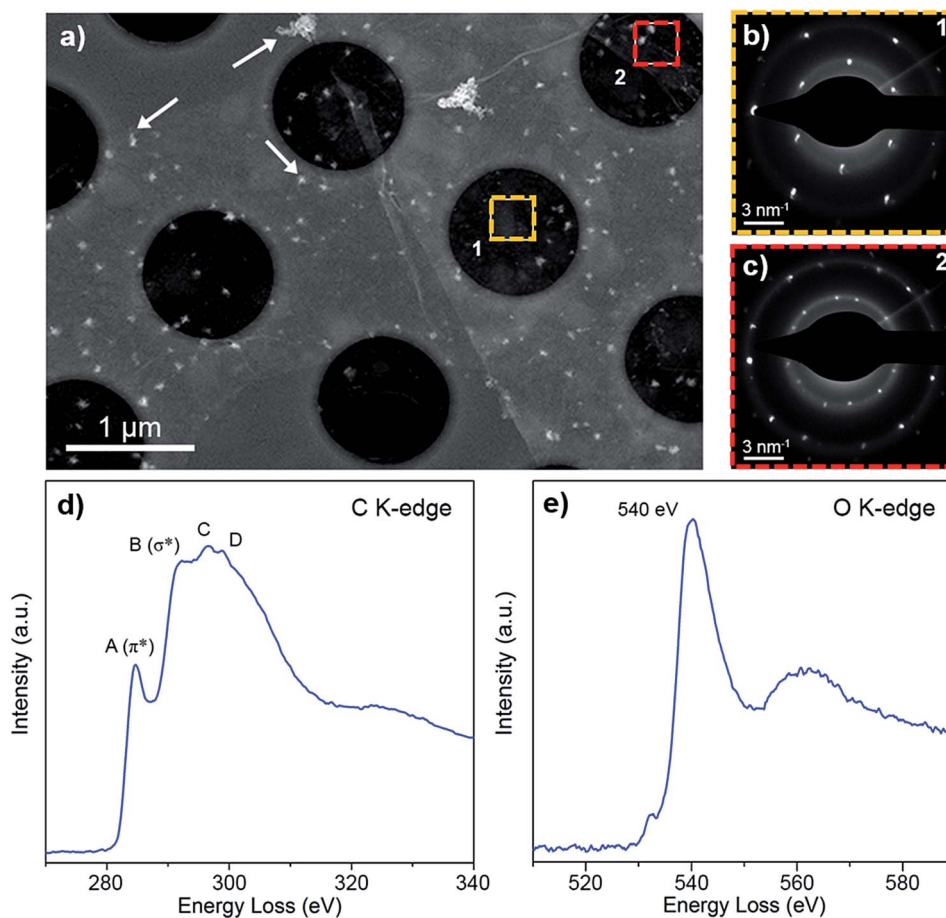 a)
2
1
1 µm
b)
1
3 nm⁻¹
c)
2
3 nm⁻¹
d)
C K-edge
B (σ*)
C
D
A (π*)
Intensity (a.u.)
280
300
320
340
Energy Loss (eV)
e)
O K-edge
540 eV
Intensity (a.u.)
520
540
560
580
Energy Loss (eV)